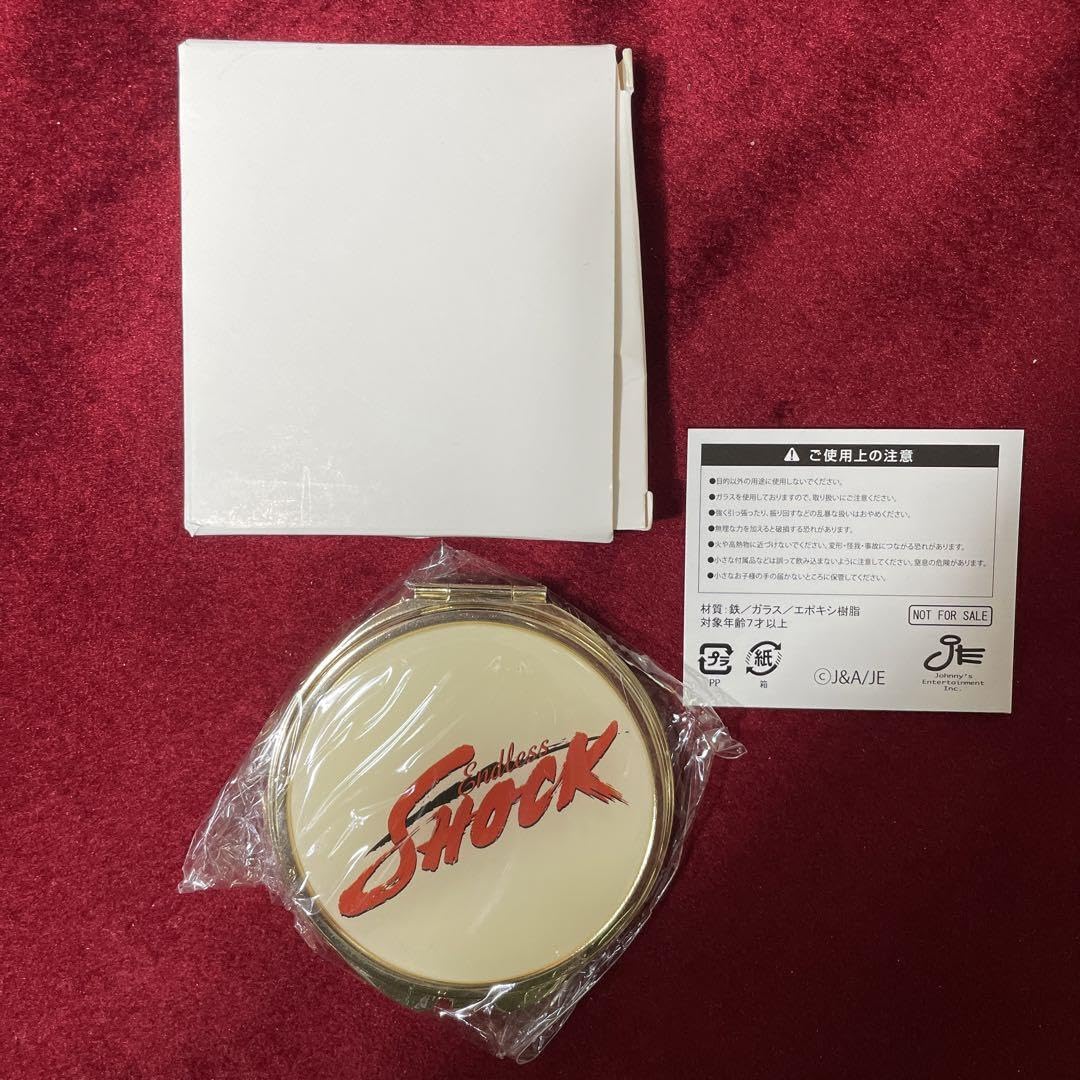 ⚠ ご使用上の注意
●目的以外の用途に使用しないでください。
●ガラスを使用しておりますので、取り扱いにご注意ください。
●強く引っ張ったり、振り回すなどの乱暴な扱いはおやめください。
●無理な力を加えると破損する恐れがあります。
●火や高熱物に近づけないでください。変形・怪我・事故につながる恐れがあります。
●小さな付属品などは誤って飲み込まないように注意してください。窒息の危険があります。
●小さなお子様の手の届かないところに保管してください。
材質：鉄／ガラス／エポキシ樹脂
対象年齢7才以上
NOT FOR SALE
プラ
PP
紙
箱
©J&A/JE
JE
Johnny's
Entertainment
Inc.
Endless
SHOCK